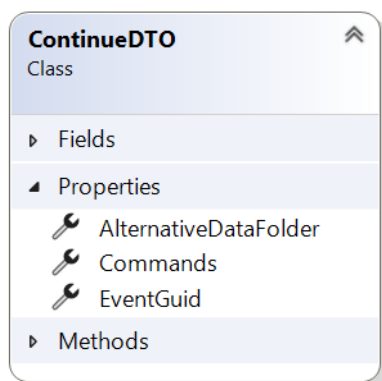 ContinueDTO
Class
Fields
Properties
AlternativeDataFolder
Commands
EventGuid
Methods